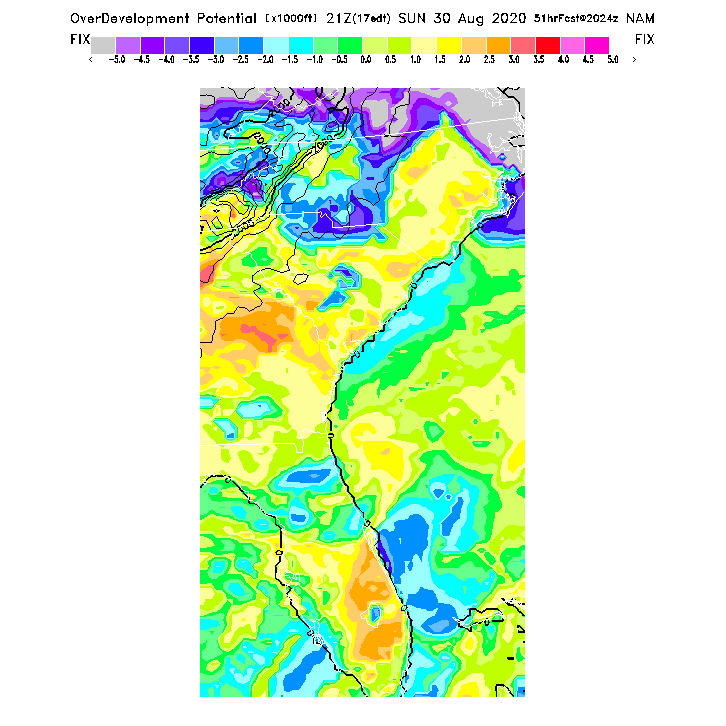 OverDevelopment Potential [x1000ft] 21Z(17edt) SUN 30 Aug 2020 51hrFcst@2024z NAM
FIX FIX
< -5.0 -4.5 -4.0 -3.5 -3.0 -2.5 -2.0 -1.5 -1.0 -0.5 0.0 0.5 1.0 1.5 2.0 2.5 3.0 3.5 4.0 4.5 5.0 >